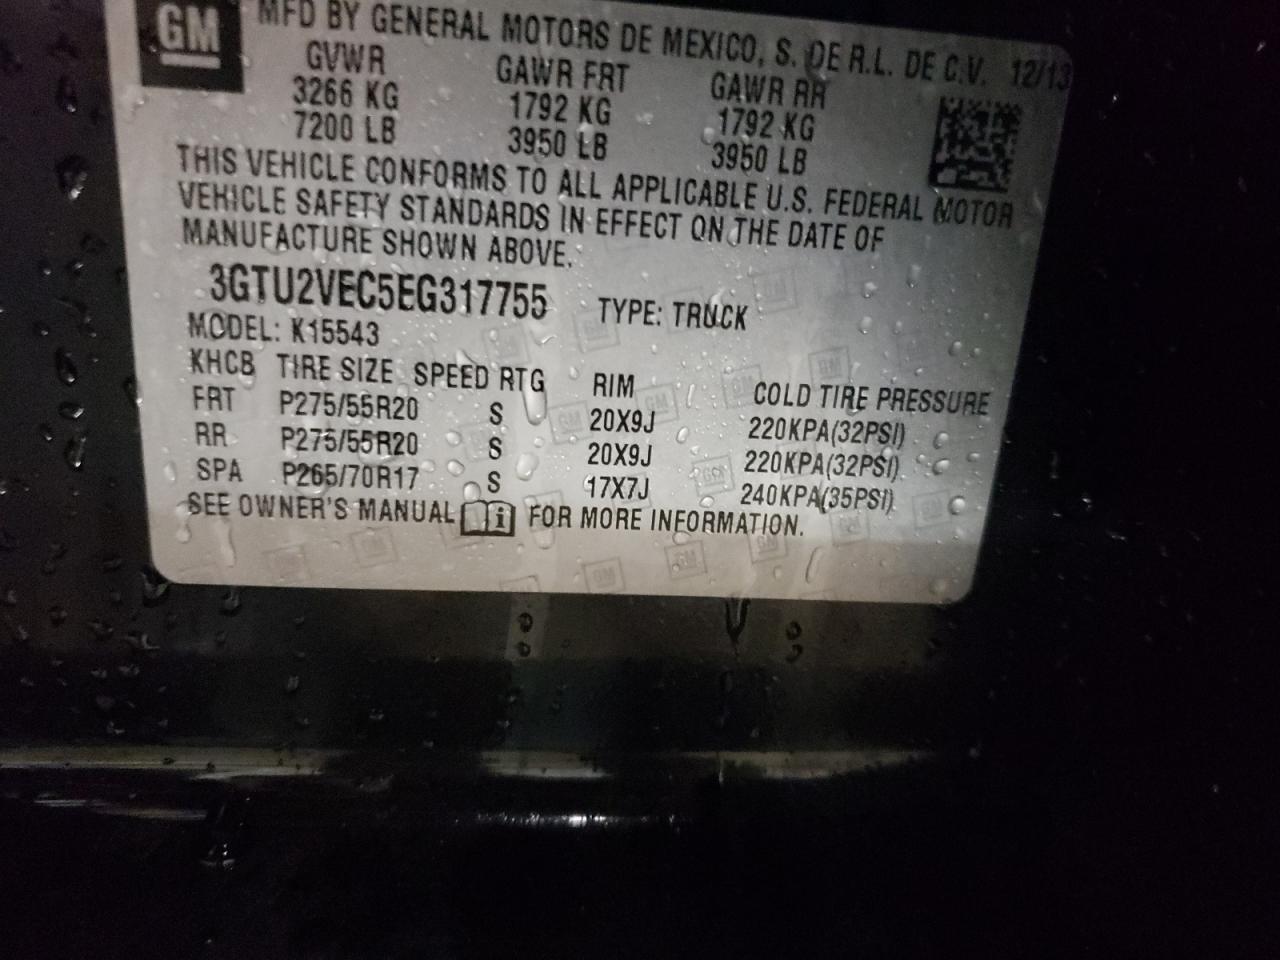 GM MFD BY GENERAL MOTORS DE MEXICO, S. DE R.L. DE C.V. 12/13
GVWR GAWR FRT GAWR RR
3266 KG 1792 KG 1792 KG
7200 LB 3950 LB 3950 LB
THIS VEHICLE CONFORMS TO ALL APPLICABLE U.S. FEDERAL MOTOR
VEHICLE SAFETY STANDARDS IN EFFECT ON THE DATE OF
MANUFACTURE SHOWN ABOVE.
3GTU2VEC5EG317755 TYPE: TRUCK
MODEL: K15543
KHCB TIRE SIZE SPEED RTG RIM COLD TIRE PRESSURE
FRT P275/55R20 S 20X9J 220KPA(32PSI)
RR P275/55R20 S 20X9J 220KPA(32PSI)
SPA P265/70R17 S 17X7J 240KPA(35PSI)
SEE OWNER'S MANUAL i FOR MORE INFORMATION.